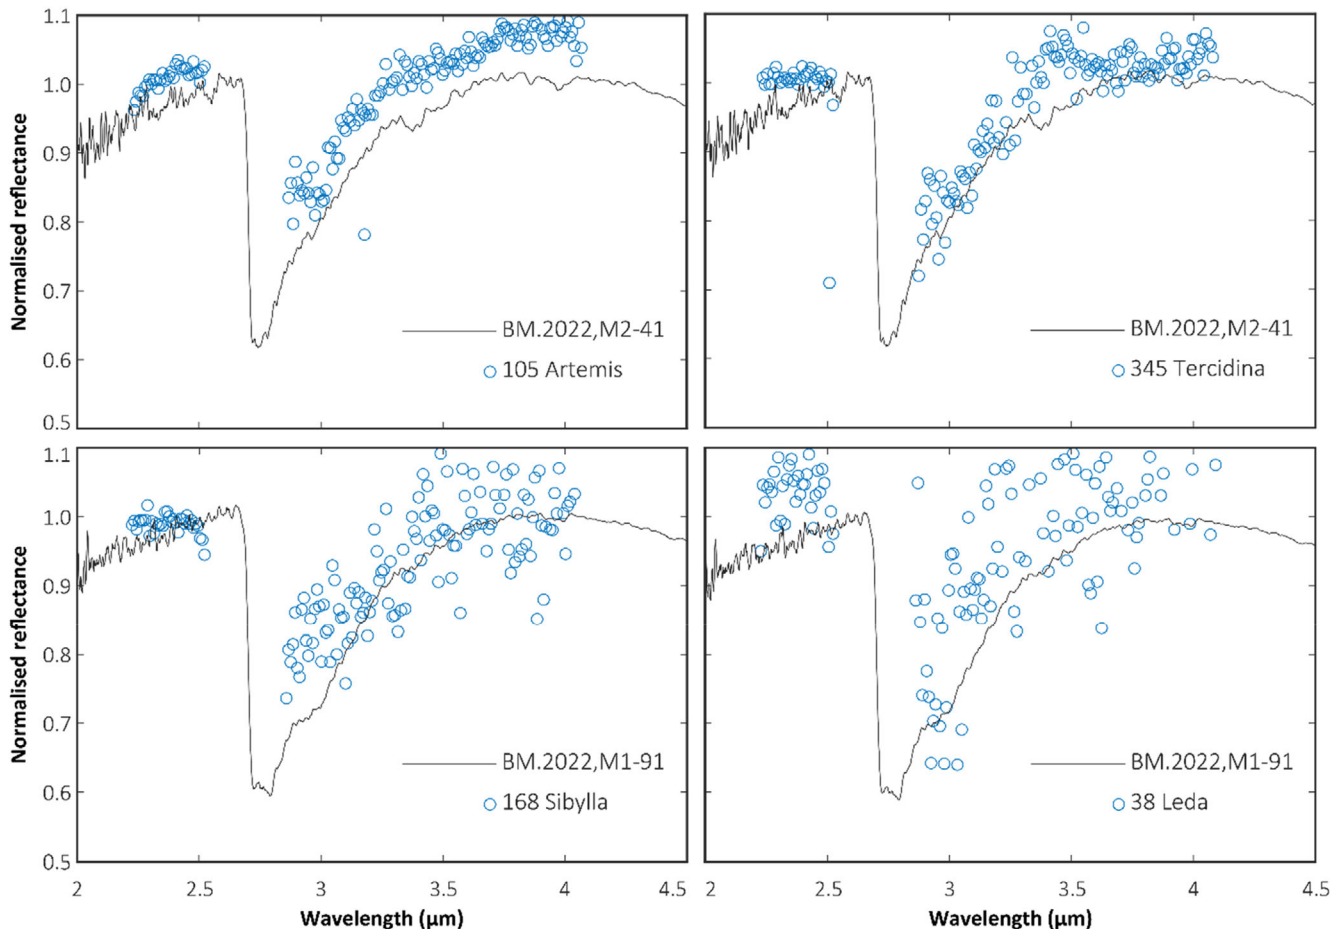 1.1
1.0
0.9
0.8
0.7
0.6
0.5
Normalised reflectance
BM.2022,M2-41
105 Artemis
BM.2022,M2-41
345 Tercidina
1.1
1.0
0.9
0.8
0.7
0.6
0.5
Normalised reflectance
BM.2022,M1-91
168 Sibylla
BM.2022,M1-91
38 Leda
2 2.5 3 3.5 4 4.5
2 2.5 3 3.5 4 4.5
Wavelength (μm)
Wavelength (μm)